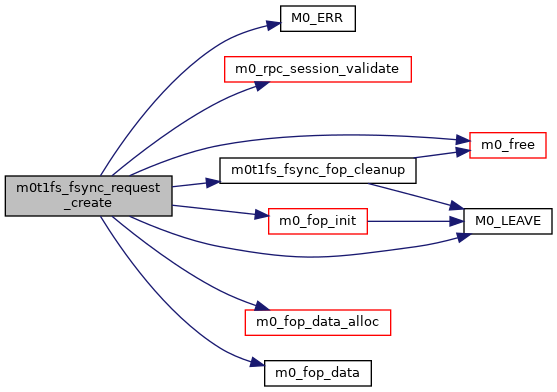 M0_ERR
m0_rpc_session_validate
m0_free
m0t1fs_fsync_fop_cleanup
m0t1fs_fsync_request
_create
m0_fop_init
M0_LEAVE
m0_fop_data_alloc
m0_fop_data